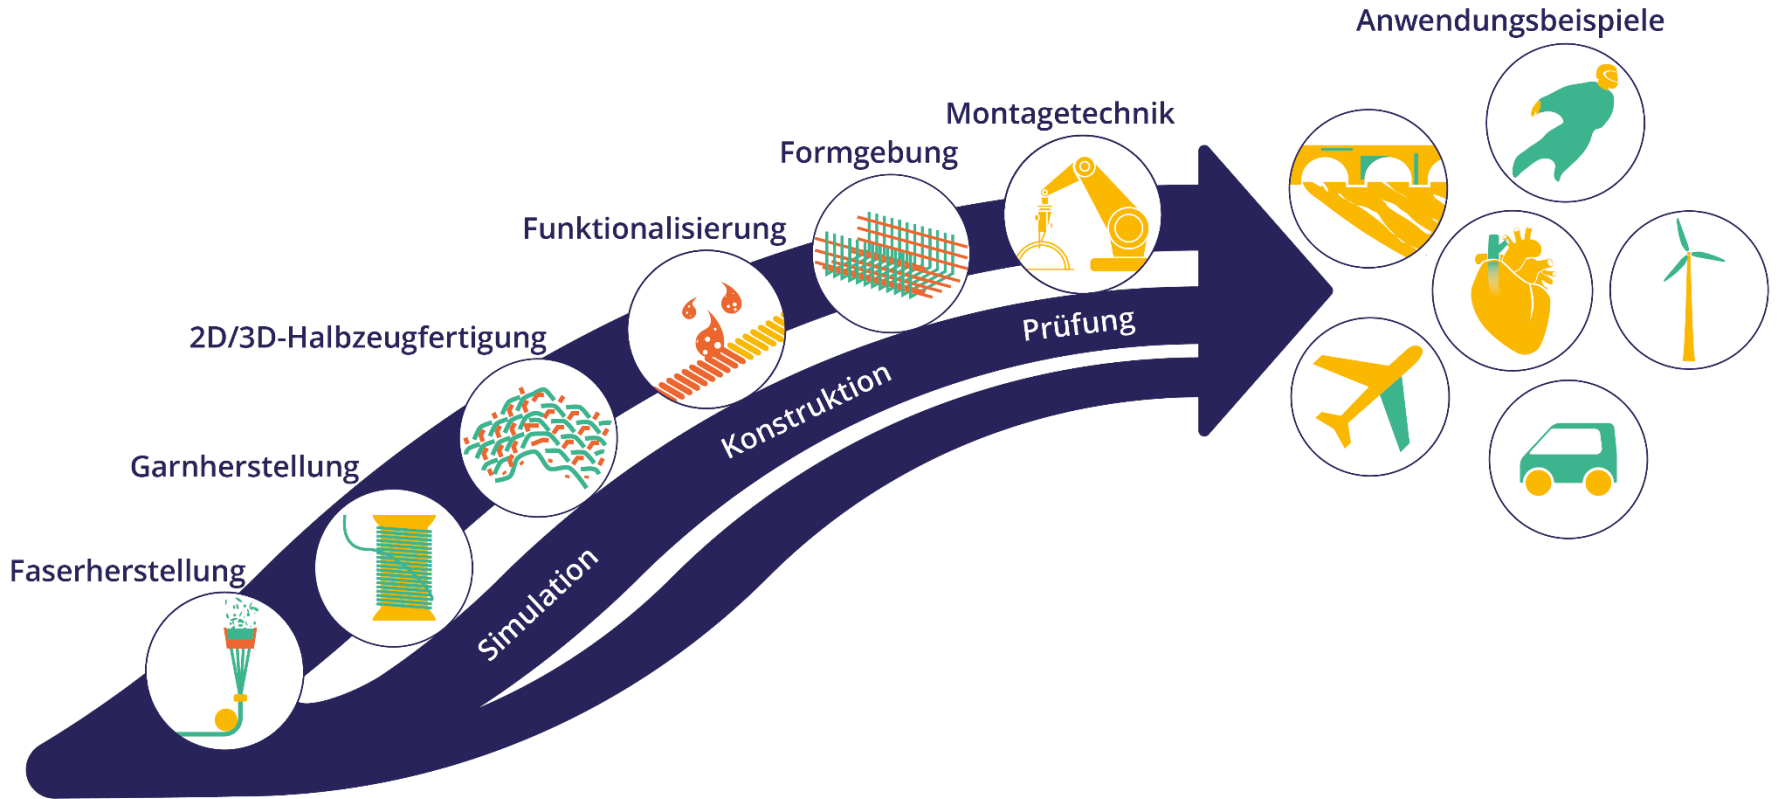 Anwendungsbeispiele
Montagetechnik
Formgebung
Funktionalisierung
2D/3D-Halbzeugfertigung
Garnherstellung
Faserherstellung
Simulation
Konstruktion
Prüfung